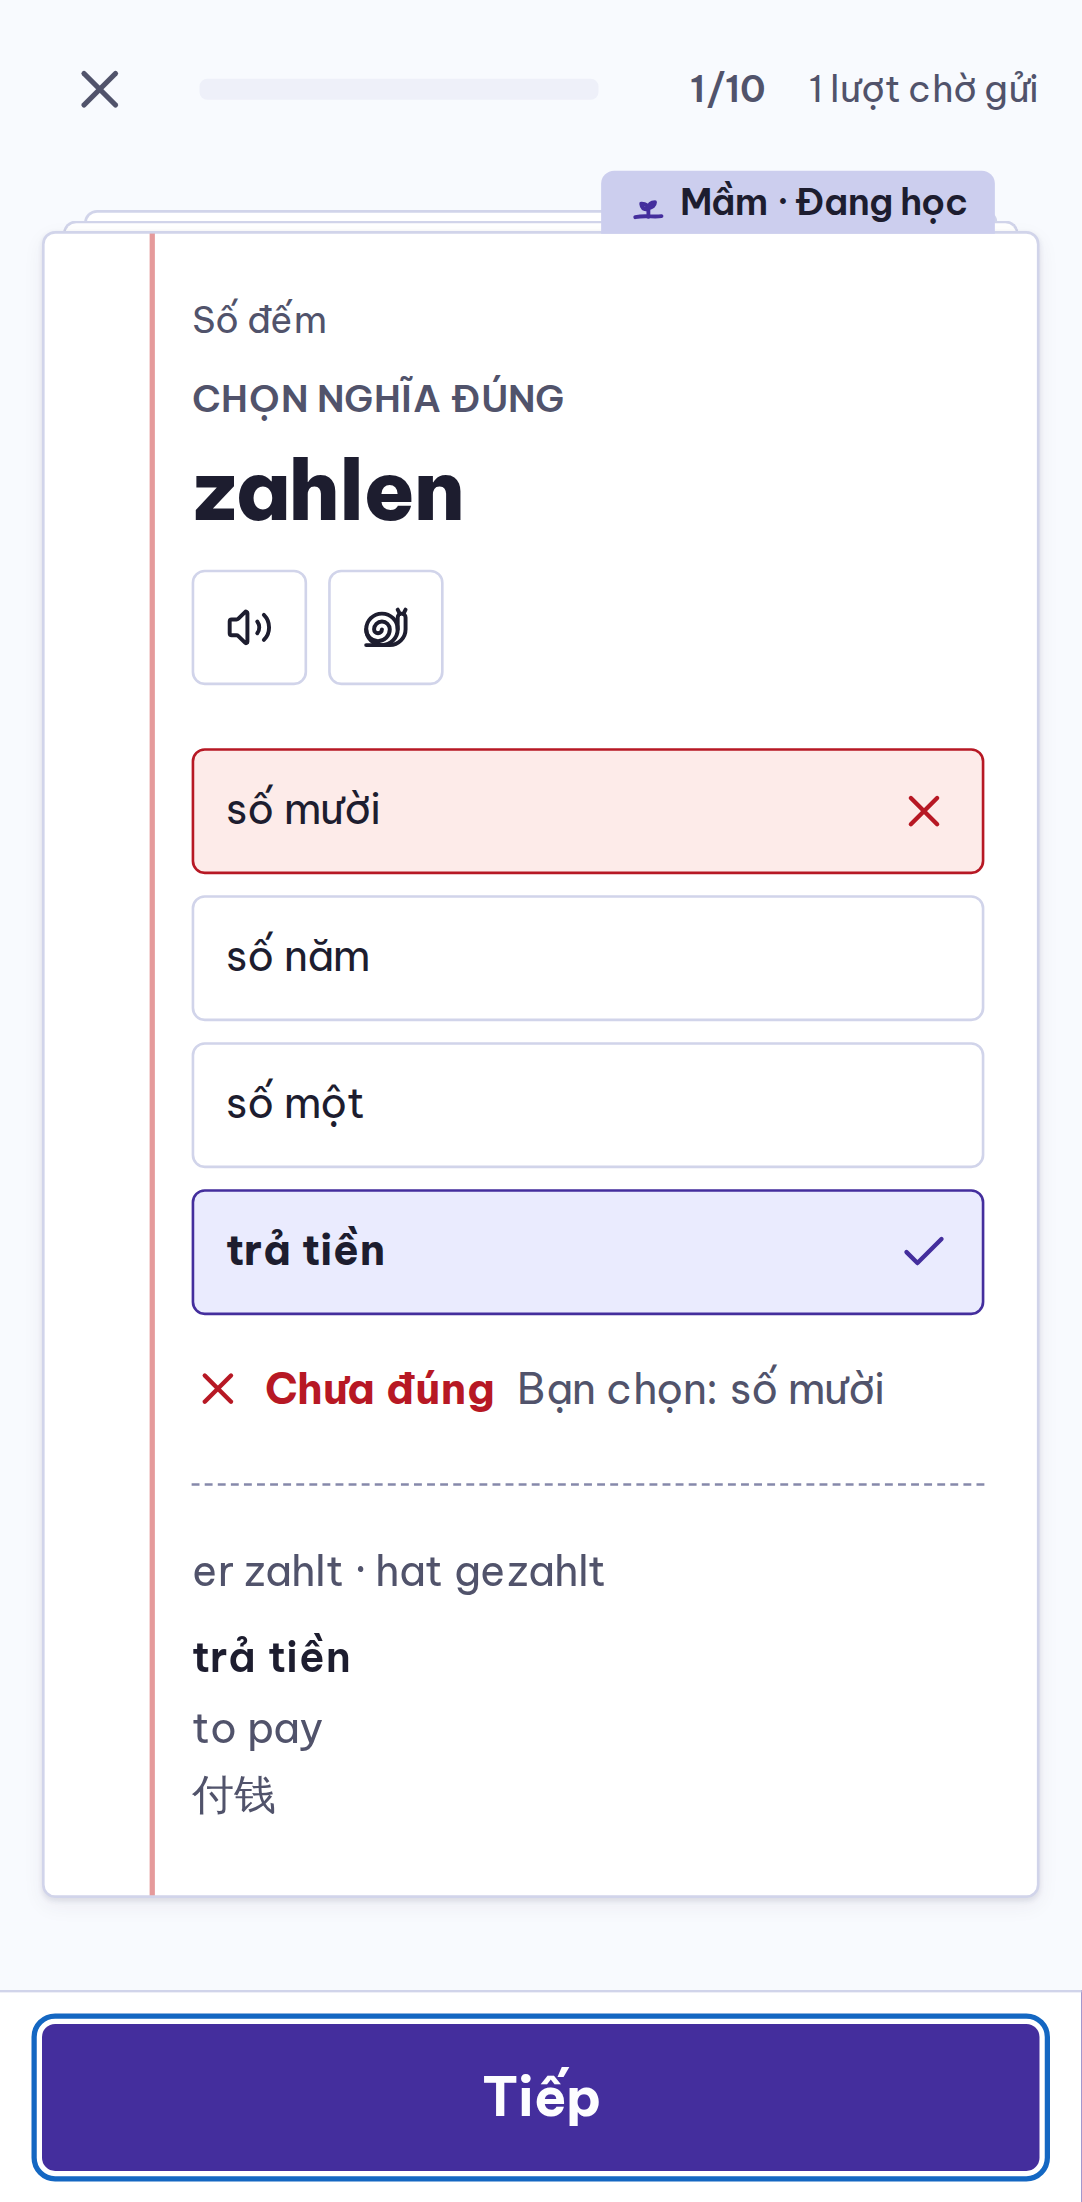 1/10 1 lượt chờ gửi
Mầm · Đang học
Số đếm
CHỌN NGHĨA ĐÚNG
zahlen
số mười
số năm
số một
trả tiền
Chưa đúng Bạn chọn: số mười
er zahlt · hat gezahlt
trả tiền
to pay
付钱
Tiếp